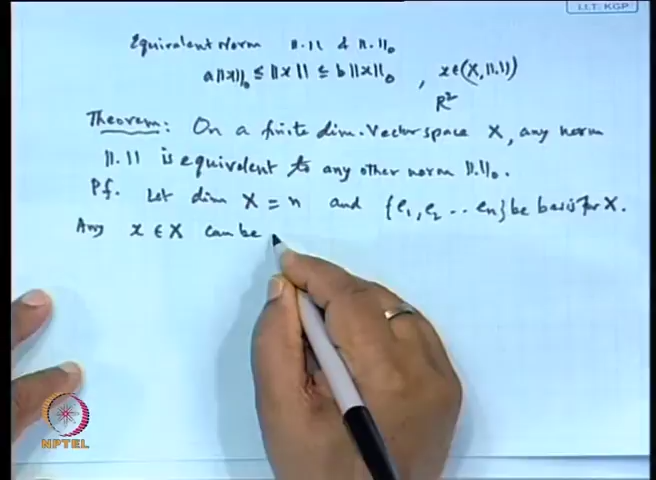 I.I.T. KGP
Equivalent Norm ||.|| & ||.||₀
a||x||₀ ≤ ||x|| ≤ b||x||₀ , x∈(X,||.||)
R²
Theorem: On a finite dim. Vector space X, any norm
||.|| is equivalent to any other norm ||.||₀.
Pf. Let dim X = n and {e₁, e₂ ... en} be basis for X.
Any x ∈ X can be
NPTEL